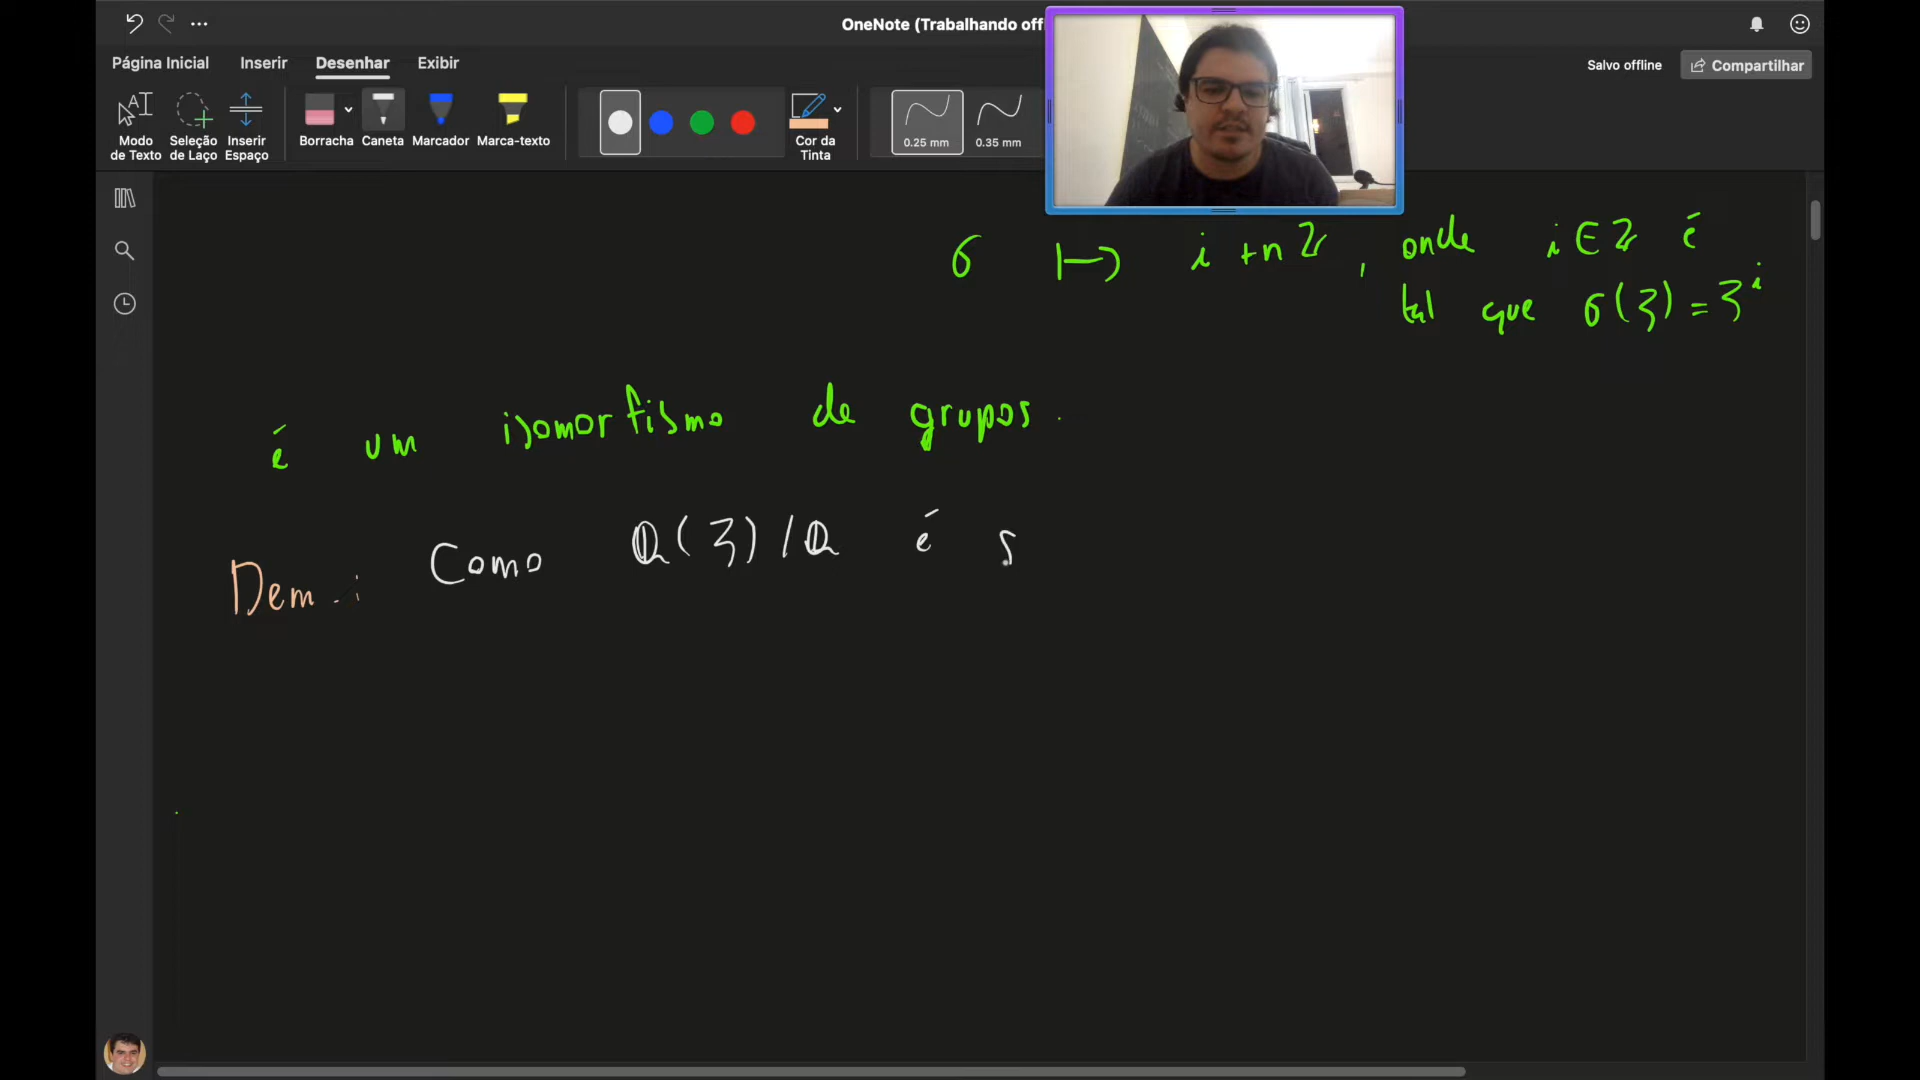 OneNote (Trabalhando off
Página Inicial Inserir Desenhar Exibir
Salvo offline Compartilhar
Modo de Texto
Seleção de Laço
Inserir Espaço
Borracha
Caneta
Marcador
Marca-texto
Cor da Tinta
0.25 mm
0.35 mm
σ ↦ i + nℤ, onde i ∈ ℤ é
tal que σ(ζ) = ζ^i
é um isomorfismo de grupos.
Dem.: Como ℚ(ζ)/ℚ é s